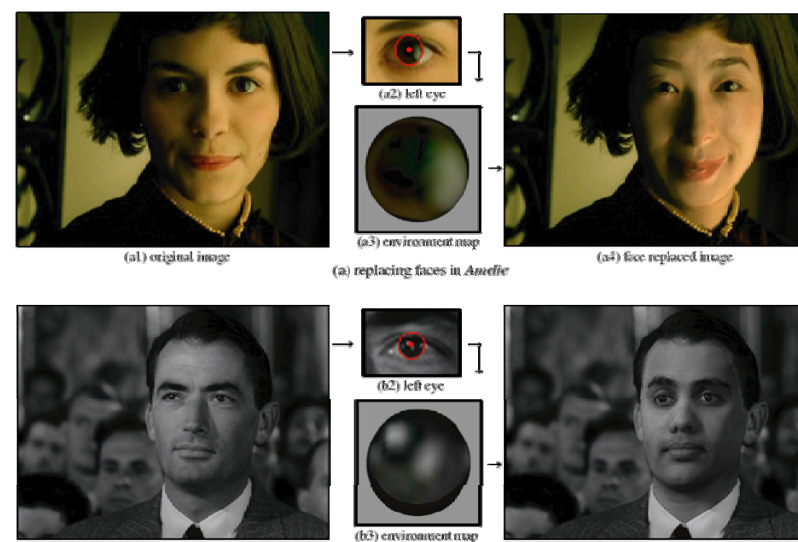 (a2) left eye
(a3) environment map
(a1) original image
(a4) face replaced image
(a) replacing faces in Amelie
(b2) left eye
(b3) environment map